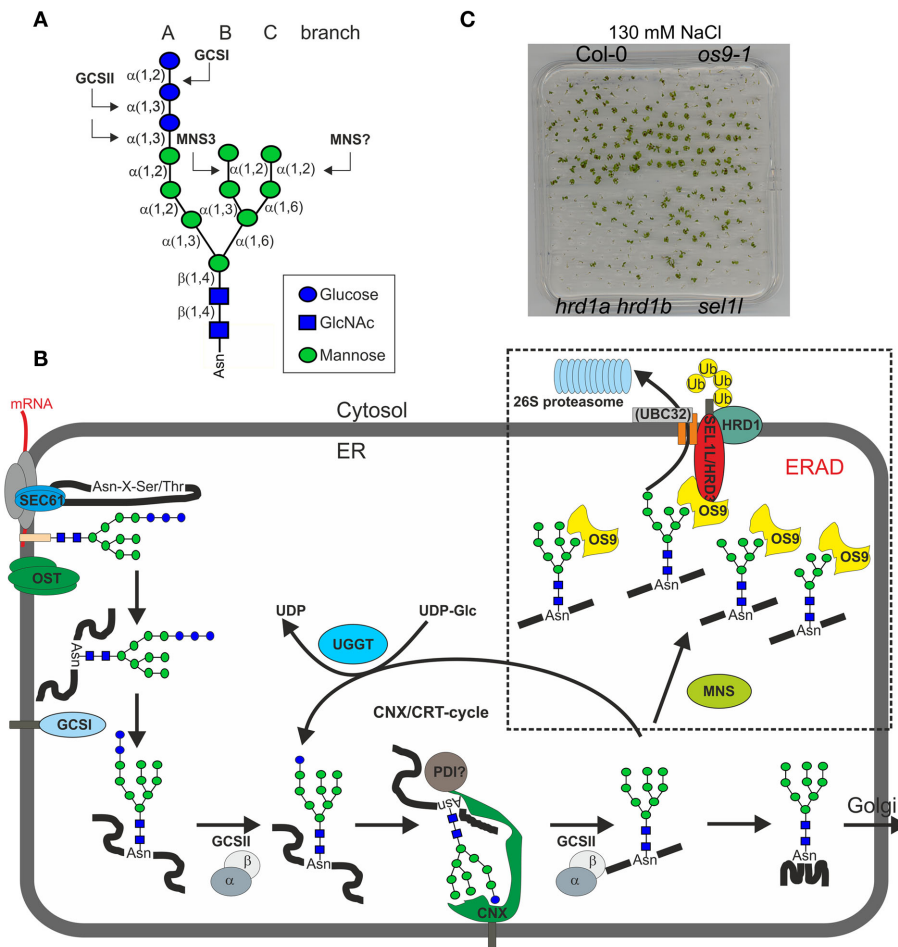 A
A B C branch
GCSI
GCSII
α(1,2)
α(1,3)
α(1,3)
MNS3
MNS?
α(1,2)
α(1,2)
α(1,2)
α(1,2)
α(1,3)
α(1,6)
α(1,3)
α(1,6)
β(1,4)
β(1,4)
Asn
Glucose
GlcNAc
Mannose
C
130 mM NaCl
Col-0 os9-1
hrd1a hrd1b sel1l
B
mRNA
Cytosol
ER
SEC61
Asn-X-Ser/Thr
OST
Asn
GCSI
Asn
GCSII
β
α
UDP
UDP-Glc
UGGT
CNX/CRT-cycle
Asn
PDI?
Asn
CNX
GCSII
β
α
Asn
Asn
Golgi
26S proteasome
(UBC32)
Ub
Ub
Ub
Ub
SEL1L/HRD3
HRD1
ERAD
OS9
OS9
OS9
OS9
Asn
Asn
Asn
Asn
MNS